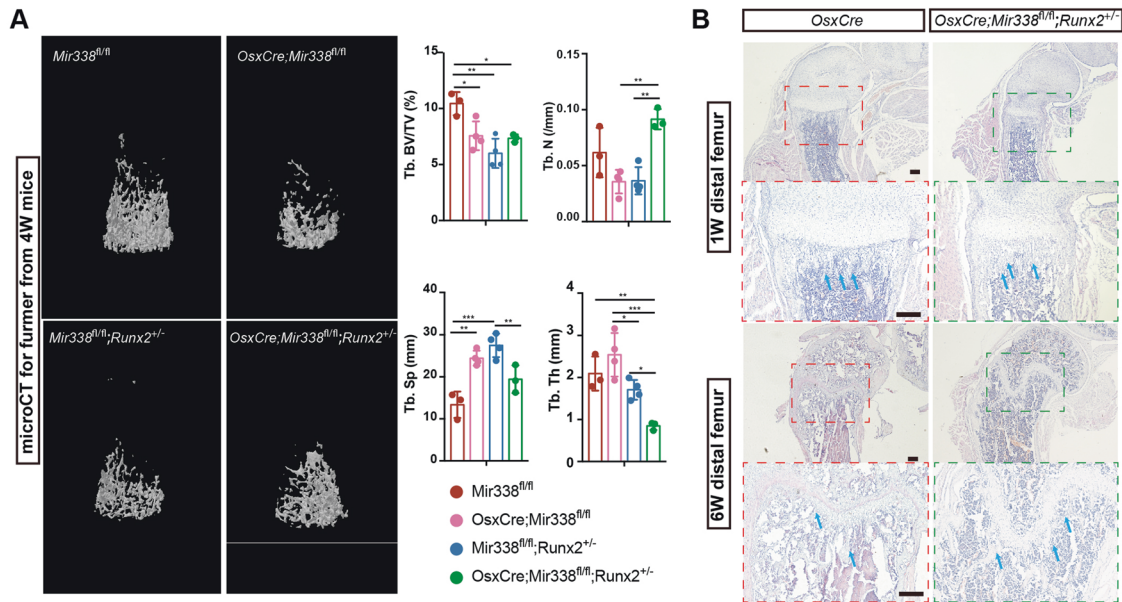 A
microCT for furmer from 4W mice
Mir338fl/fl
OsxCre;Mir338fl/fl
Mir338fl/fl;Runx2+/-
OsxCre;Mir338fl/fl;Runx2+/-
Tb. BV/TV (%)
15
10
5
0
*
**
*
Tb. N (/mm)
0.15
0.10
0.05
0.00
**
**
Tb. Sp (mm)
60
40
20
0
***
**
**
Tb. Th (mm)
4
3
2
1
0
**
***
*
*
Mir338fl/fl
OsxCre;Mir338fl/fl
Mir338fl/fl;Runx2+/-
OsxCre;Mir338fl/fl;Runx2+/-
B
OsxCre
OsxCre;Mir338fl/fl;Runx2+/-
1W distal femur
6W distal femur